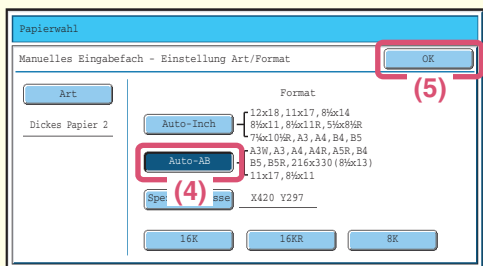 Papierwahl
Manuelles Eingabefach - Einstellung Art/Format
OK
(5)
Art
Format
Dickes Papier 2
Auto-Inch
12x18,11x17,8½x14
8½x11,8½x11R,5½x8½R
7¼x10½R,A3,A4,B4,B5
Auto-AB
A3W,A3,A4,A4R,A5R,B4
B5,B5R,216x330(8½x13)
11x17,8½x11
(4)
X420 Y297
16K
16KR
8K